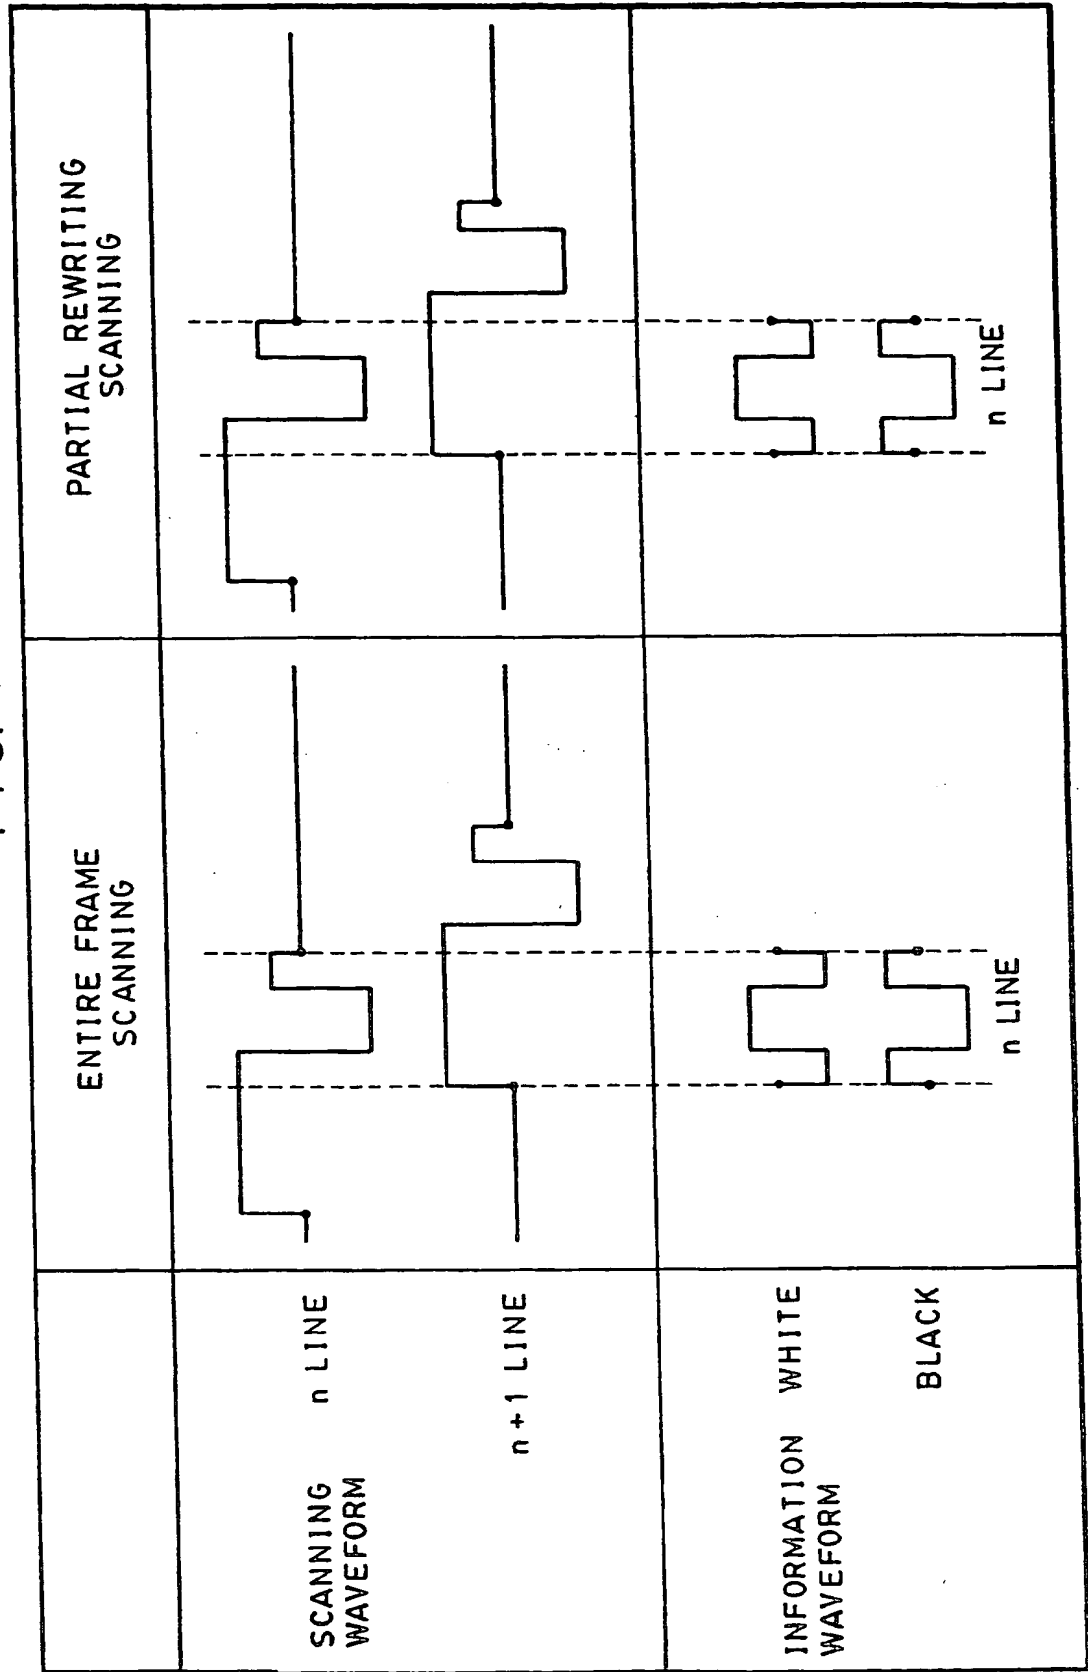 ENTIRE FRAME
SCANNING
PARTIAL REWRITING
SCANNING
SCANNING
WAVEFORM
n LINE
n+1 LINE
INFORMATION
WAVEFORM
WHITE
BLACK
n LINE
n LINE